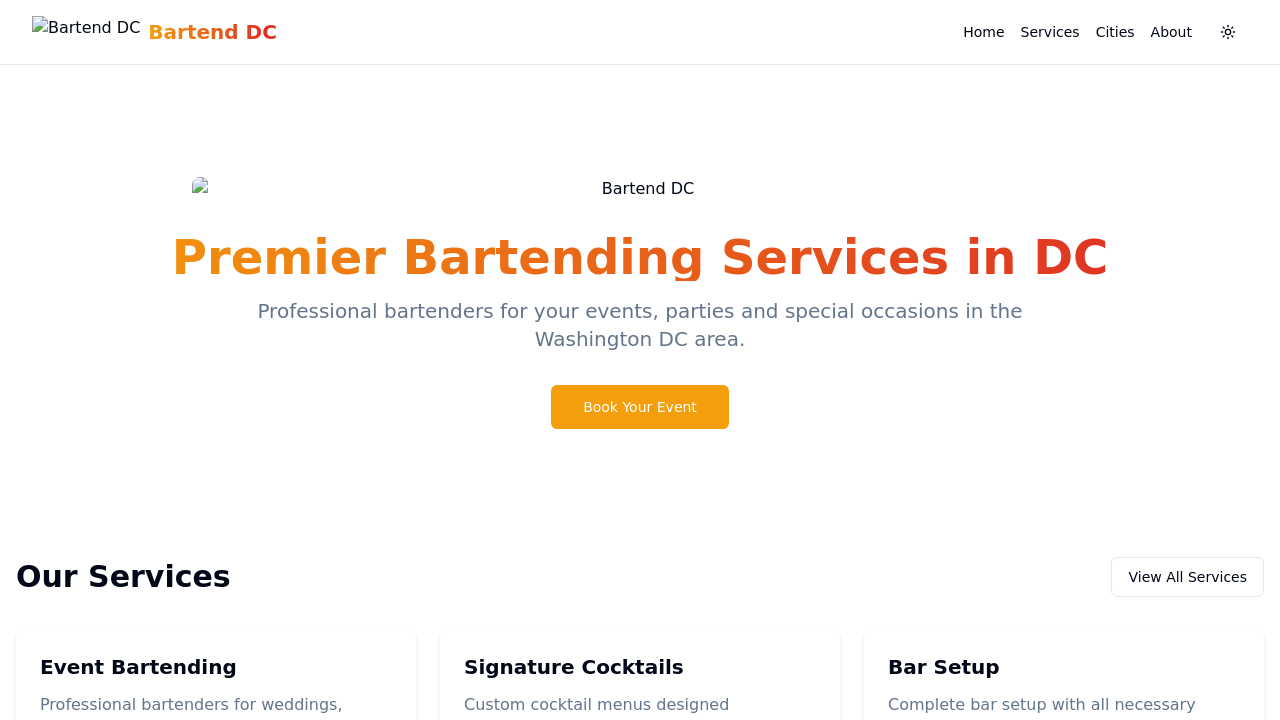 Bartend DC Bartend DC Home Services Cities About
Bartend DC
Premier Bartending Services in DC
Professional bartenders for your events, parties and special occasions in the
Washington DC area.
Book Your Event
Our Services
View All Services
Event Bartending
Professional bartenders for weddings,
Signature Cocktails
Custom cocktail menus designed
Bar Setup
Complete bar setup with all necessary